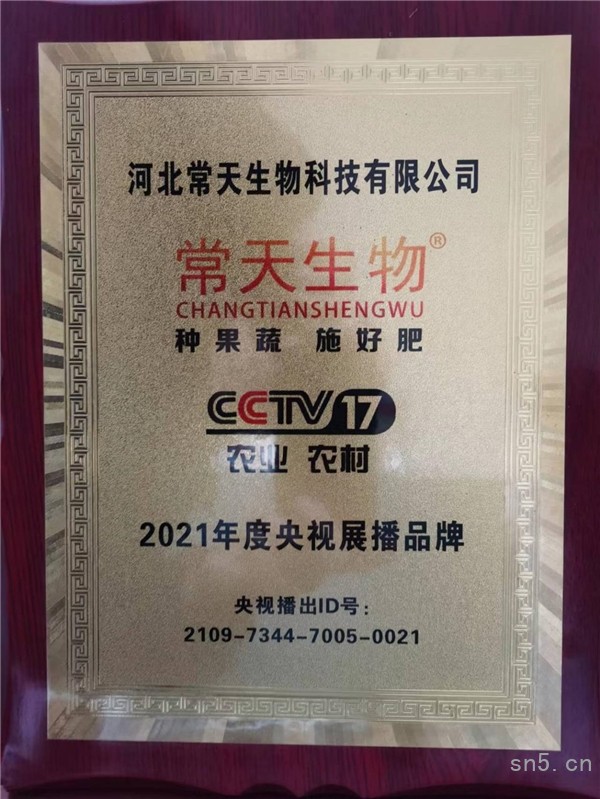 河北常天生物科技有限公司
常天生物®
CHANGTIANSHENGWU
种果蔬 施好肥
CCTV 17
农业 农村
2021年度央视展播品牌
央视播出ID号：
2109-7344-7005-0021
sn5.cn